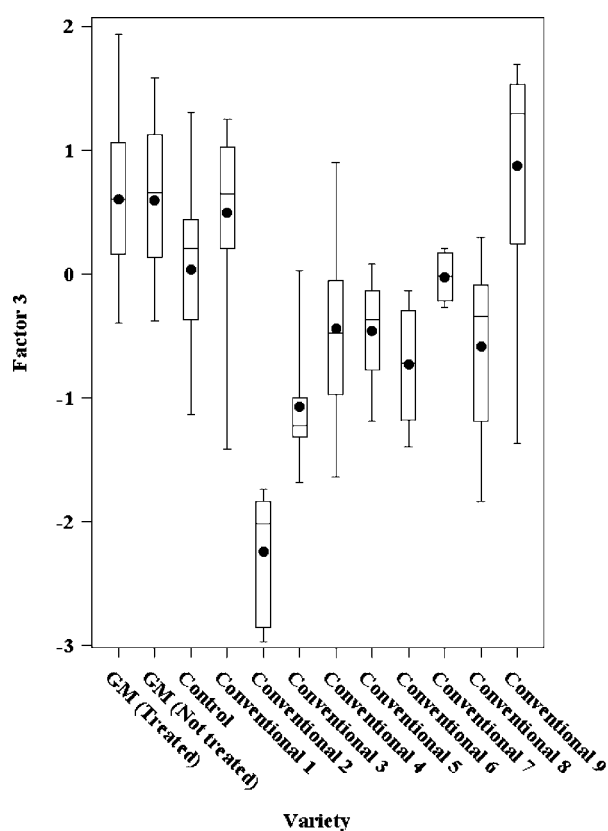 2
1
0
-1
-2
-3
Factor 3
GM (Treated)
GM (Not treated)
Control
Conventional 1
Conventional 2
Conventional 3
Conventional 4
Conventional 5
Conventional 6
Conventional 7
Conventional 8
Conventional 9
Variety